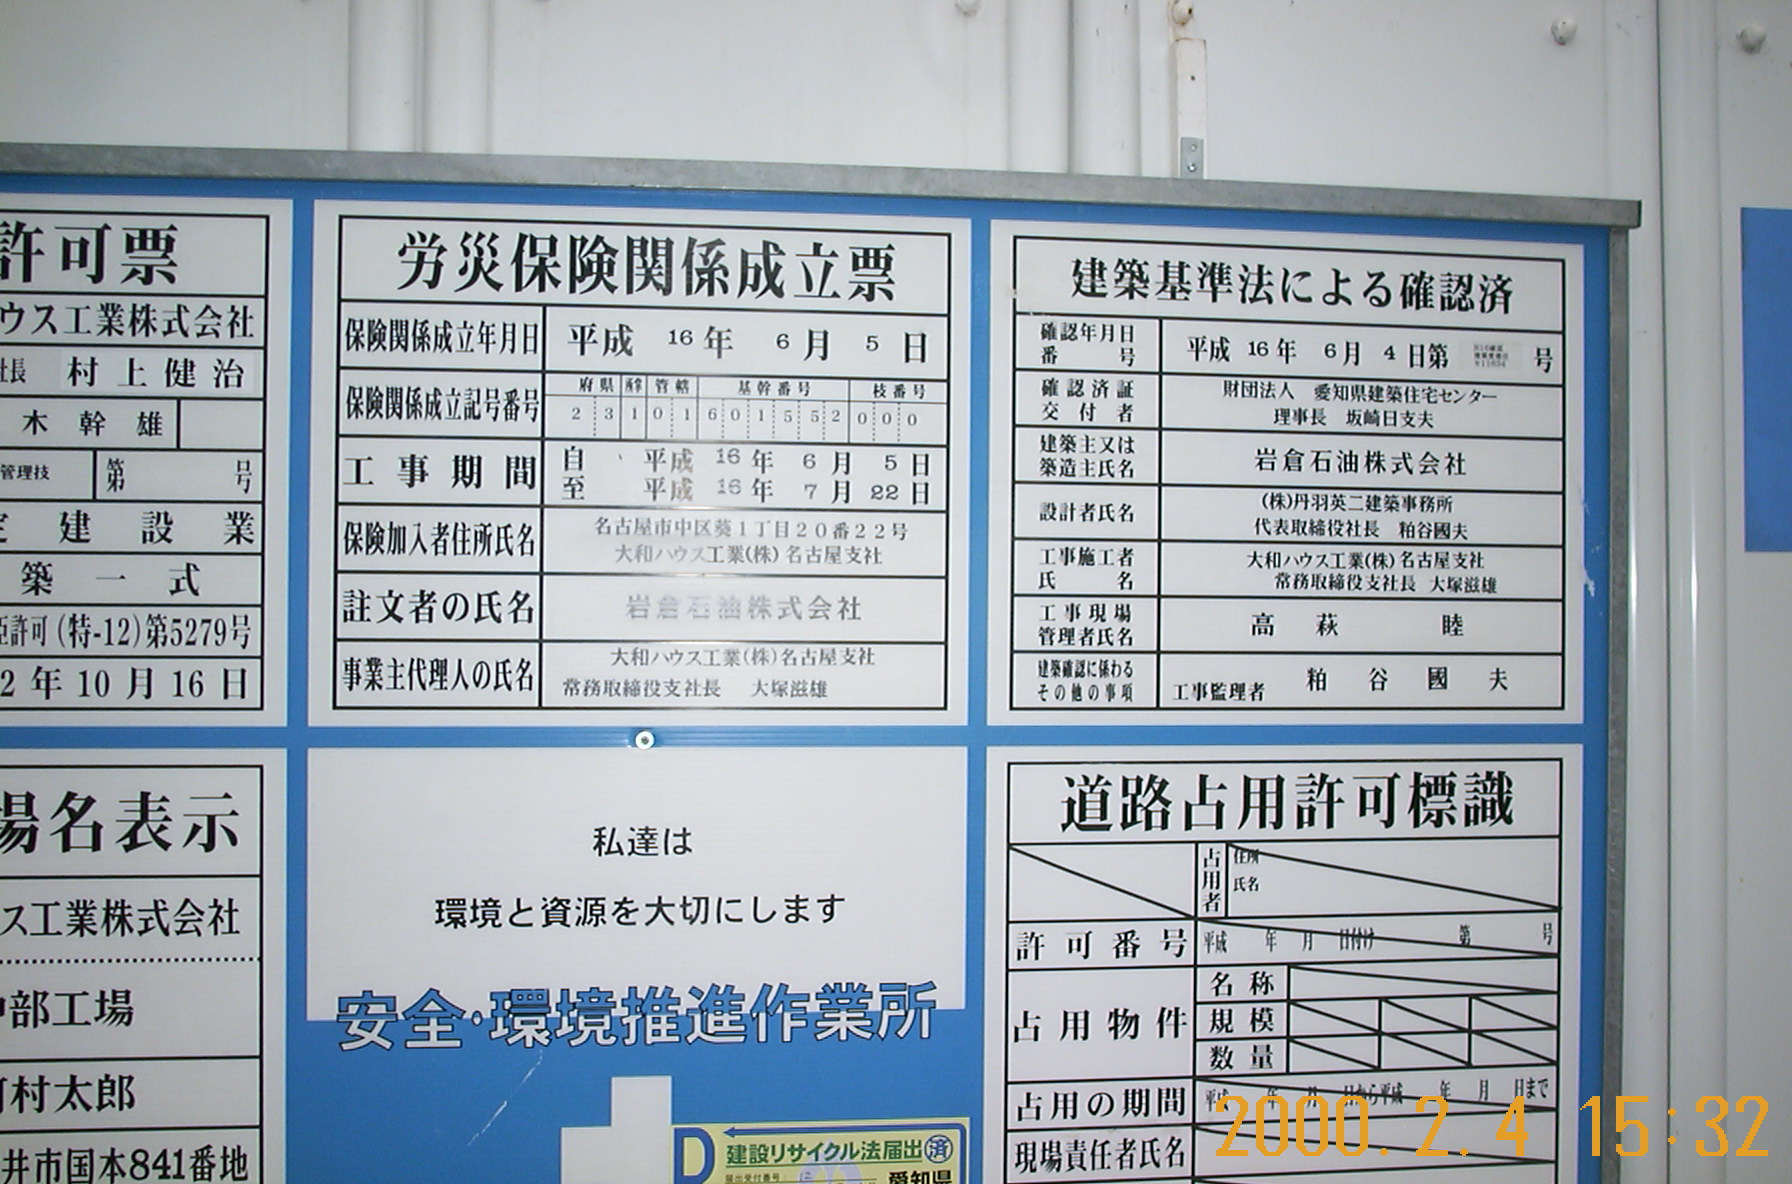 許可票
ウス工業株式会社
社長 村上健治
木幹雄
管理技
第 号
定建設業
築一式
許可(特-12)第5279号
2年10月16日
労災保険関係成立票
保険関係成立年月日 平成 16年 6月 5日
保険関係成立記号番号
府県 所掌 管轄 基幹番号 枝番号
2 3 1 0 1 6 0 1 5 5 2 0 0 0
工事期間
自 平成 16年 6月 5日
至 平成 16年 7月 22日
保険加入者住所氏名
名古屋市中区葵1丁目20番22号
大和ハウス工業(株)名古屋支社
註文者の氏名 岩倉石油株式会社
事業主代理人の氏名
大和ハウス工業(株)名古屋支社
常務取締役支社長 大塚滋雄
建築基準法による確認済
確認年月日
番号
平成 16年 6月 4日第 号
確認済証
交付者
財団法人 愛知県建築住宅センター
理事長 坂崎日支夫
建築主又は
築造主氏名
岩倉石油株式会社
設計者氏名
(株)丹羽英二建築事務所
代表取締役社長 粕谷國夫
工事施工者
氏名
大和ハウス工業(株)名古屋支社
常務取締役支社長 大塚滋雄
工事現場
管理者氏名
高萩 睦
建築確認に係わる
その他の事項
工事監理者 粕谷國夫
場名表示
ス工業株式会社
中部工場
村太郎
井市国本841番地
私達は
環境と資源を大切にします
安全・環境推進作業所
建設リサイクル法届出済
届出受付番号:
愛知県
道路占用許可標識
占用者
住所
氏名
許可番号 平成 年 月 日付け 第 号
占用物件
名称
規模
数量
占用の期間 平成 年 月 日から平成 年 月 日まで
現場責任者氏名
2000. 2. 4 15:32